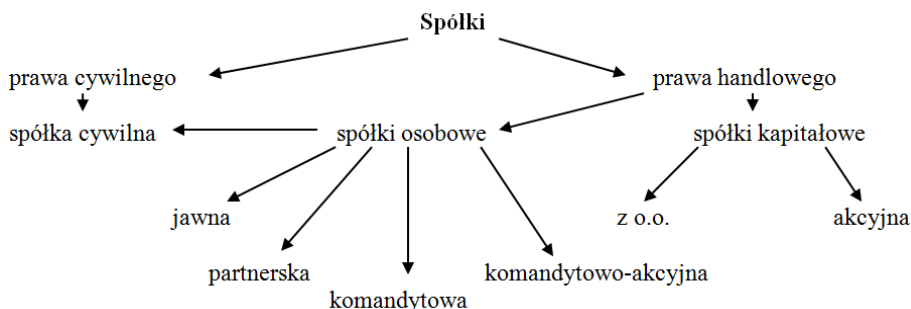 Spółki
prawa cywilnego prawa handlowego
spółka cywilna spółki osobowe spółki kapitałowe
jawna z o.o. akcyjna
partnerska komandytowo-akcyjna
komandytowa